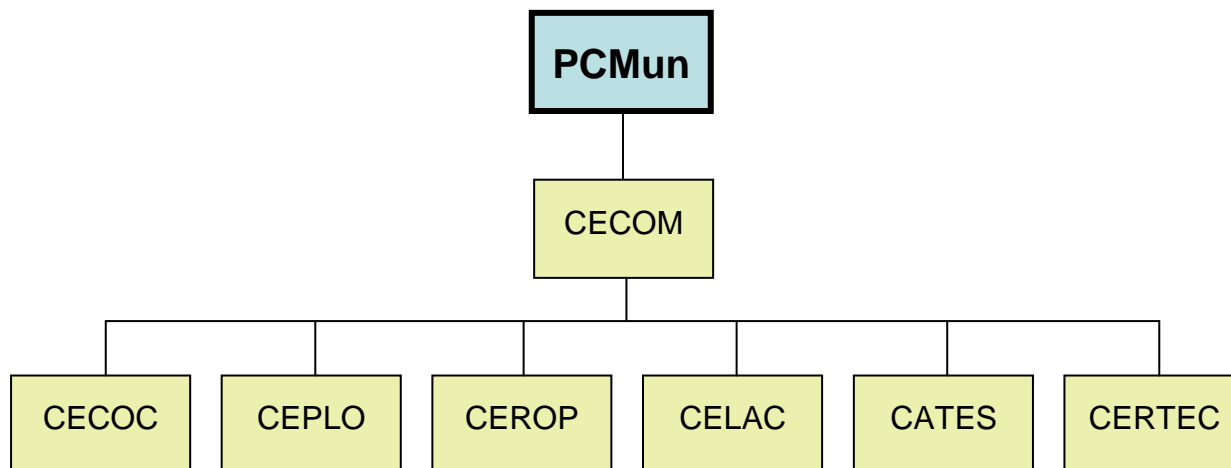 PCMun
CECOM
CECOC
CEPLO
CEROP
CELAC
CATES
CERTEC